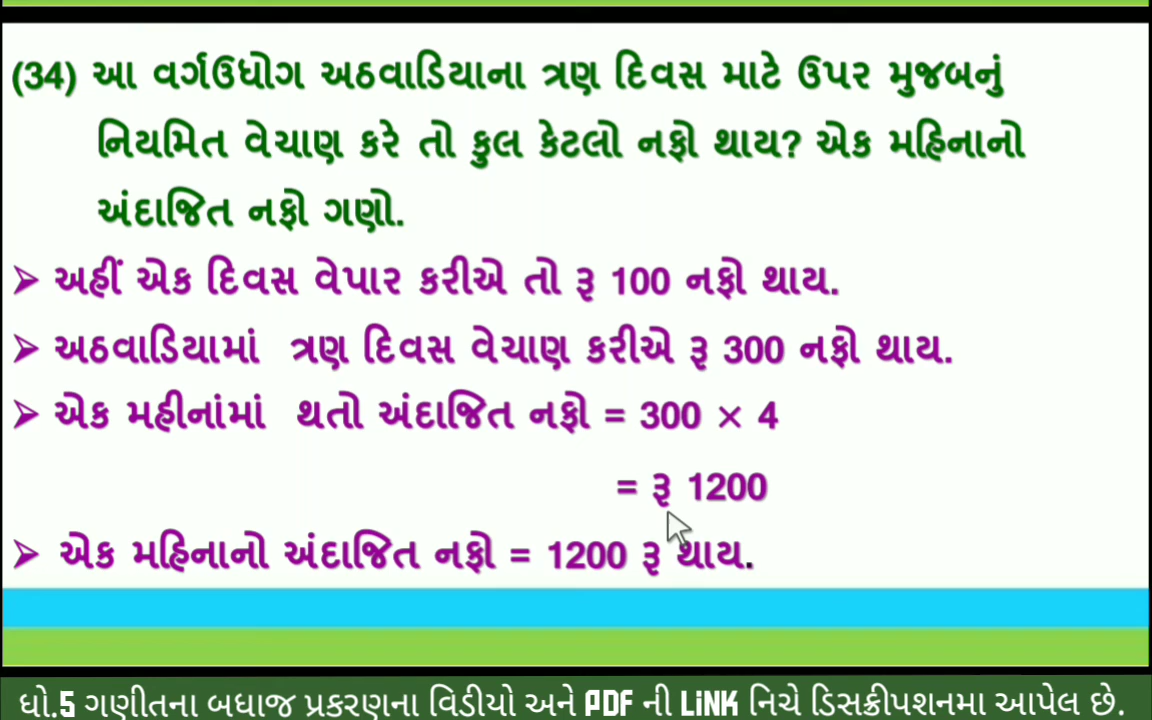 (34) આ વર્ગઉધોગ અઠવાડિયાના ત્રણ દિવસ માટે ઉપર મુજબનું
નિયમિત વેચાણ કરે તો કુલ કેટલો નફો થાય? એક મહિનાનો
અંદાજિત નફો ગણો.
➢ અહીં એક દિવસ વેપાર કરીએ તો રૂ 100 નફો થાય.
➢ અઠવાડિયામાં ત્રણ દિવસ વેચાણ કરીએ રૂ 300 નફો થાય.
➢ એક મહીનાંમાં થતો અંદાજિત નફો = 300 × 4
= રૂ 1200
➢ એક મહિનાનો અંદાજિત નફો = 1200 રૂ થાય.
ધો.5 ગણીતના બધાજ પ્રકરણના વિડીયો અને PDF ની LiNK નિચે ડિસક્રીપશનમા આપેલ છે.